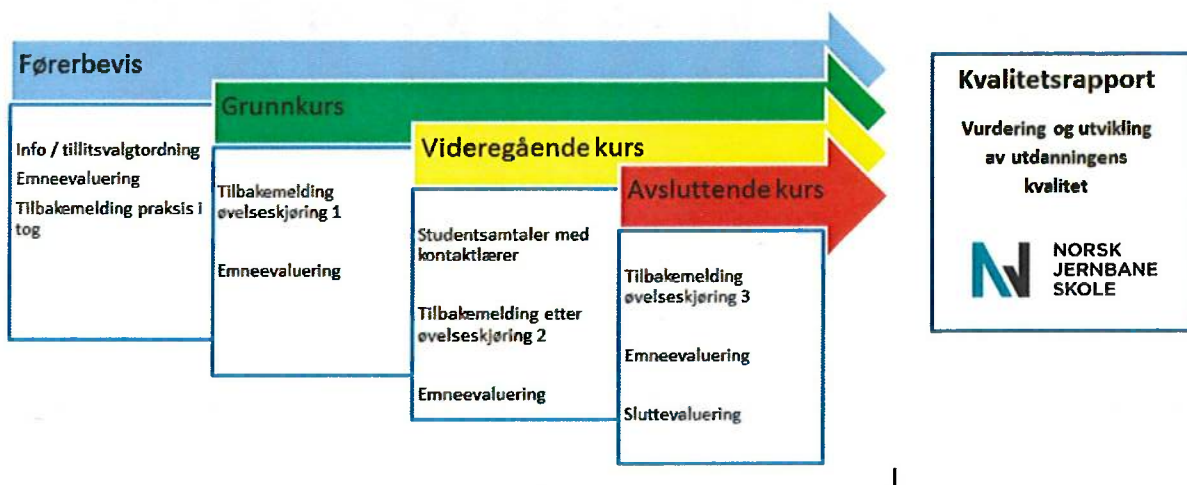 Førerbevis
Info / tillitsvalgtordning
Emneevaluering
Tilbakemelding praksis i
tog
Grunnkurs
Tilbakemelding
øvelseskjøring 1
Emneevaluering
Videregående kurs
Studentsamtaler med
kontaktlærer
Tilbakemelding etter
øvelseskjøring 2
Emneevaluering
Avsluttende kurs
Tilbakemelding
øvelseskjøring 3
Emneevaluering
Sluttevaluering
Kvalitetsrapport
Vurdering og utvikling
av utdanningens
kvalitet
NORSK
JERNBANE
SKOLE